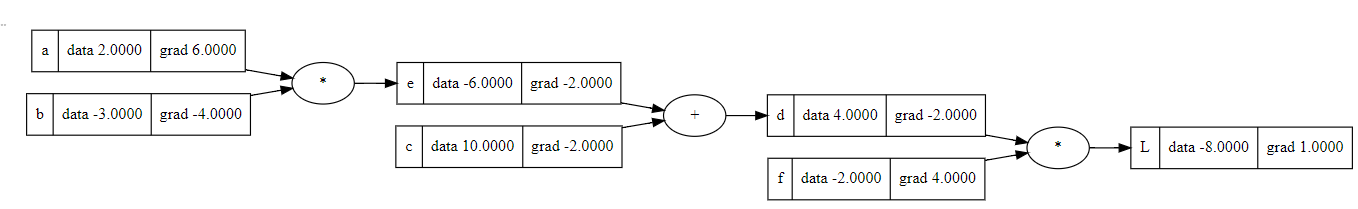 a data 2.0000 grad 6.0000
b data -3.0000 grad -4.0000
*
e data -6.0000 grad -2.0000
c data 10.0000 grad -2.0000
+
d data 4.0000 grad -2.0000
f data -2.0000 grad 4.0000
*
L data -8.0000 grad 1.0000